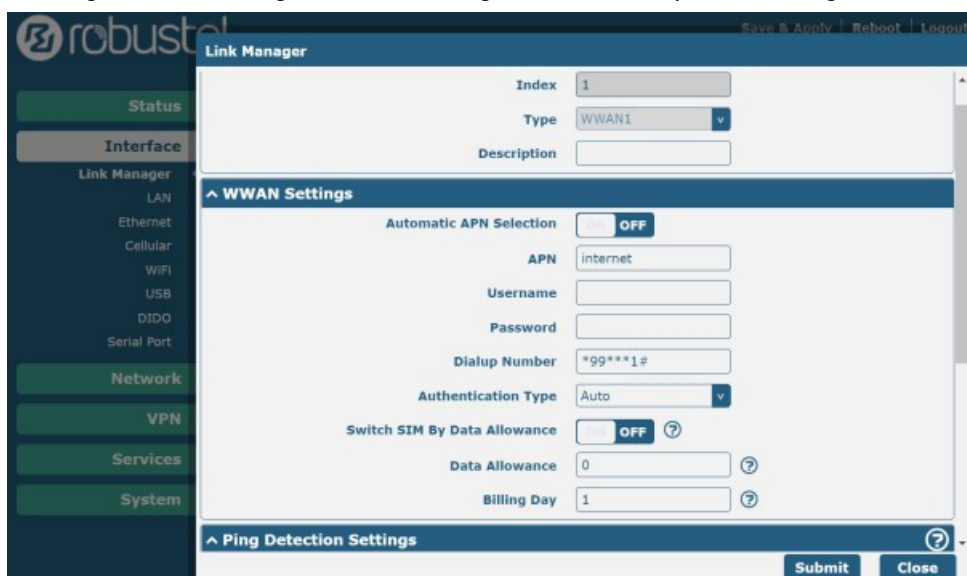 robustel
Save & Apply | Reboot | Logout
Link Manager
Status
Interface
Link Manager
LAN
Ethernet
Cellular
WiFi
USB
DIDO
Serial Port
Network
VPN
Services
System
Index 1
Type WWAN1 v
Description
^ WWAN Settings
Automatic APN Selection ON OFF
APN internet
Username
Password
Dialup Number *99***1#
Authentication Type Auto v
Switch SIM By Data Allowance ON OFF ?
Data Allowance 0 ?
Billing Day 1 ?
^ Ping Detection Settings ?
Submit Close